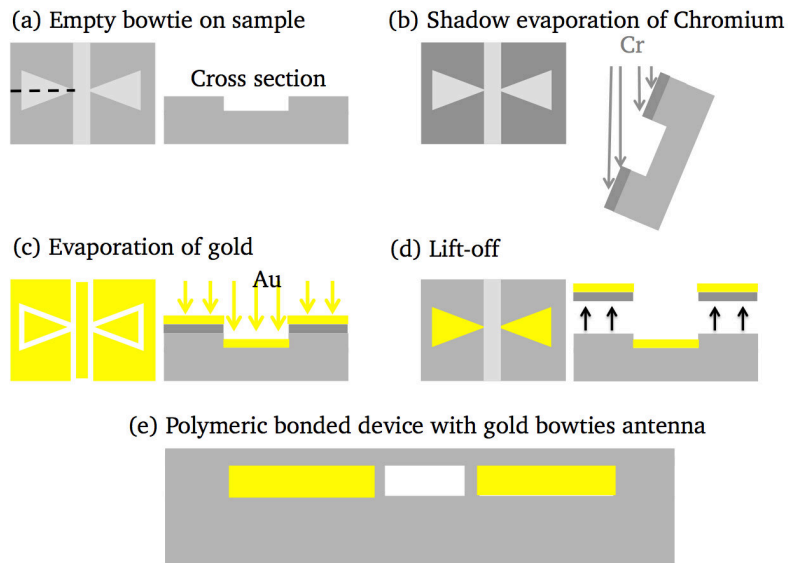 (a) Empty bowtie on sample
Cross section
(b) Shadow evaporation of Chromium
Cr
(c) Evaporation of gold
Au
(d) Lift-off
(e) Polymeric bonded device with gold bowties antenna